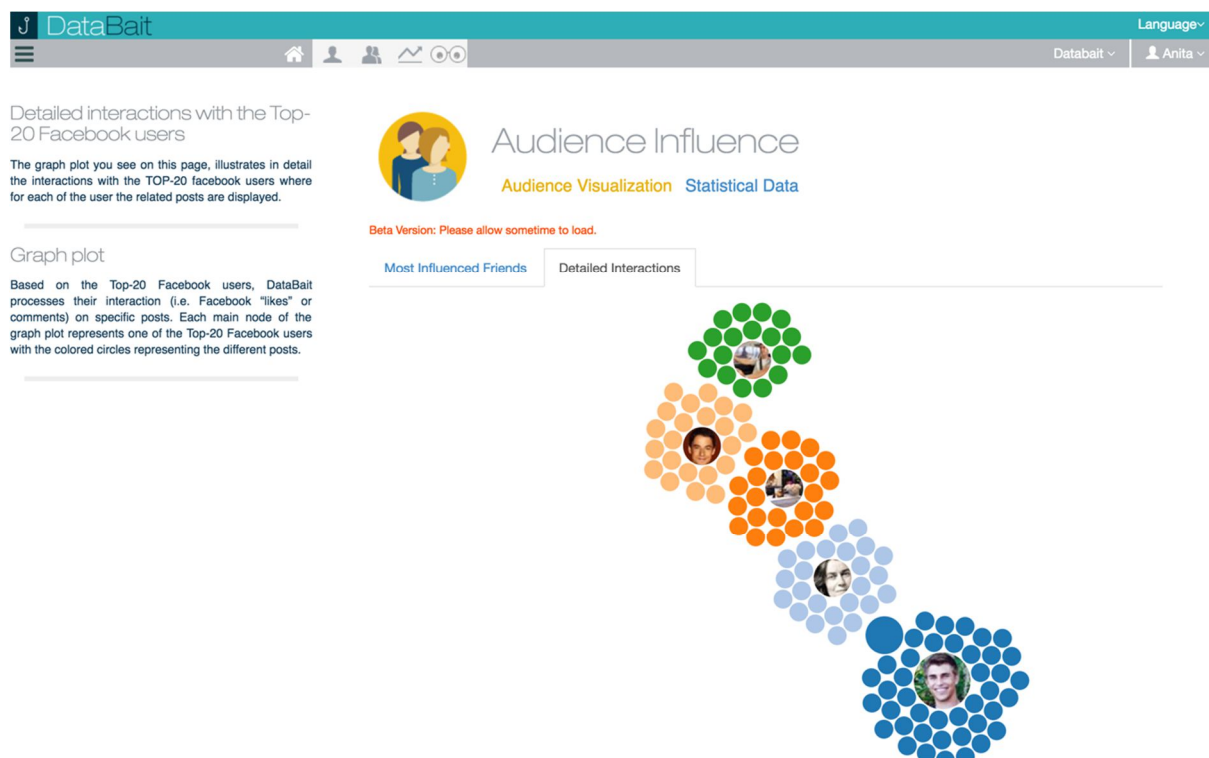 DataBait
Language
Databait
Anita
Detailed interactions with the Top-
20 Facebook users
The graph plot you see on this page, illustrates in detail
the interactions with the TOP-20 facebook users where
for each of the user the related posts are displayed.
Graph plot
Based on the Top-20 Facebook users, DataBait
processes their interaction (i.e. Facebook “likes” or
comments) on specific posts. Each main node of the
graph plot represents one of the Top-20 Facebook users
with the colored circles representing the different posts.
Audience Influence
Audience Visualization Statistical Data
Beta Version: Please allow sometime to load.
Most Influenced Friends Detailed Interactions